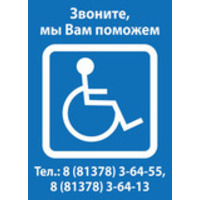 Звоните,
мы Вам поможем
Тел.: 8 (81378) 3-64-55,
8 (81378) 3-64-13